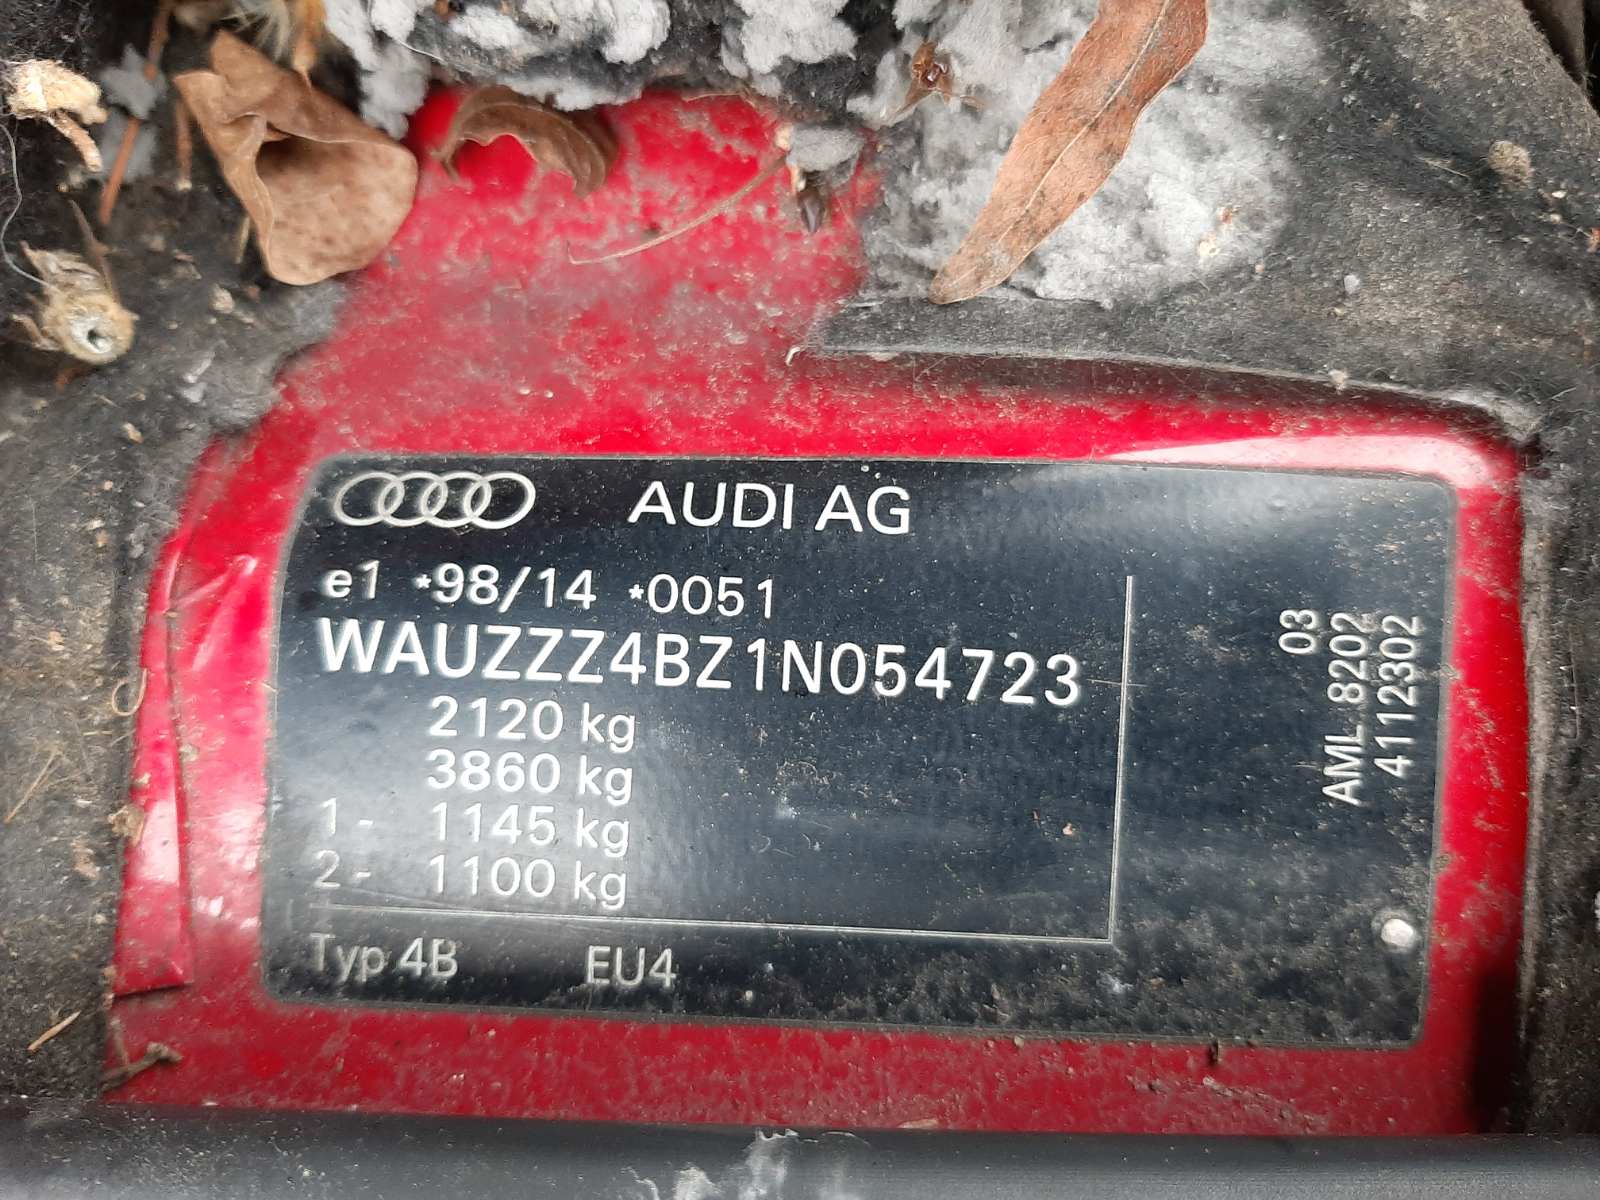 AUDI AG
e1 *98/14 *0051
WAUZZZ4BZ1N054723
2120 kg
3860 kg
1- 1145 kg
2- 1100 kg
Typ 4B EU4
03
AML.8202
4112302